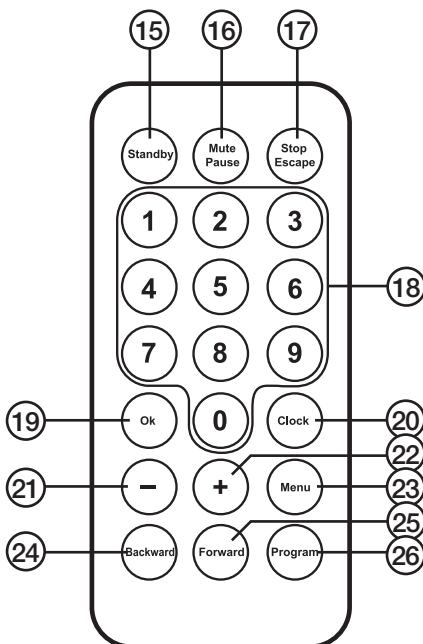 15 16 17
Standby Mute Pause Stop Escape
1 2 3
4 5 6
18
7 8 9
19 Ok 0 Clock 20
22
21 − + Menu 23
25
24 Backward Forward Program 26